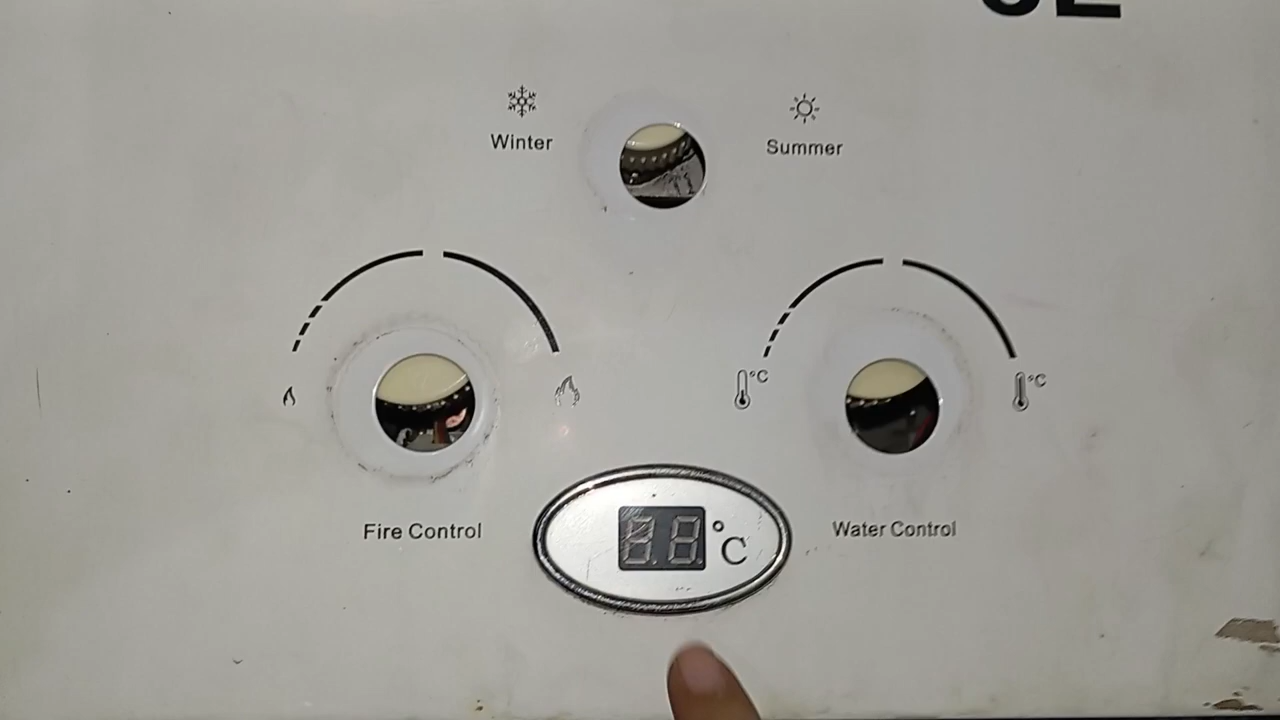 Winter
Summer
°C
°C
Fire Control
Water Control
°C